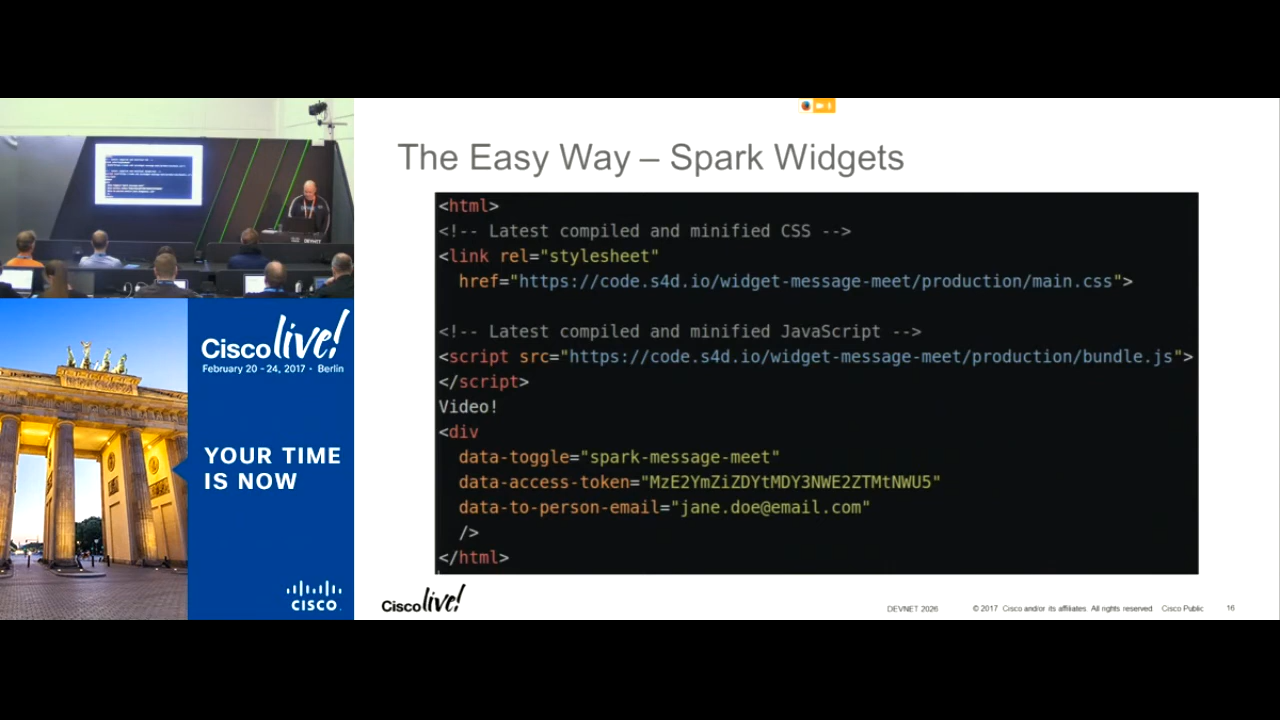 The Easy Way – Spark Widgets
<html>
<!-- Latest compiled and minified CSS -->
<link rel="stylesheet"
href="https://code.s4d.io/widget-message-meet/production/main.css">
<!-- Latest compiled and minified JavaScript -->
<script src="https://code.s4d.io/widget-message-meet/production/bundle.js">
</script>
Video!
<div
data-toggle="spark-message-meet"
data-access-token="MzE2YmZiZDYtMDY3NWE2ZTMtNWU5"
data-to-person-email="jane.doe@email.com"
/>
</html>
Cisco live!
DEVNET 2026 © 2017 Cisco and/or its affiliates. All rights reserved. Cisco Public 16
DEVNET
Cisco live!
February 20 - 24, 2017 · Berlin
YOUR TIME
IS NOW
CISCO.